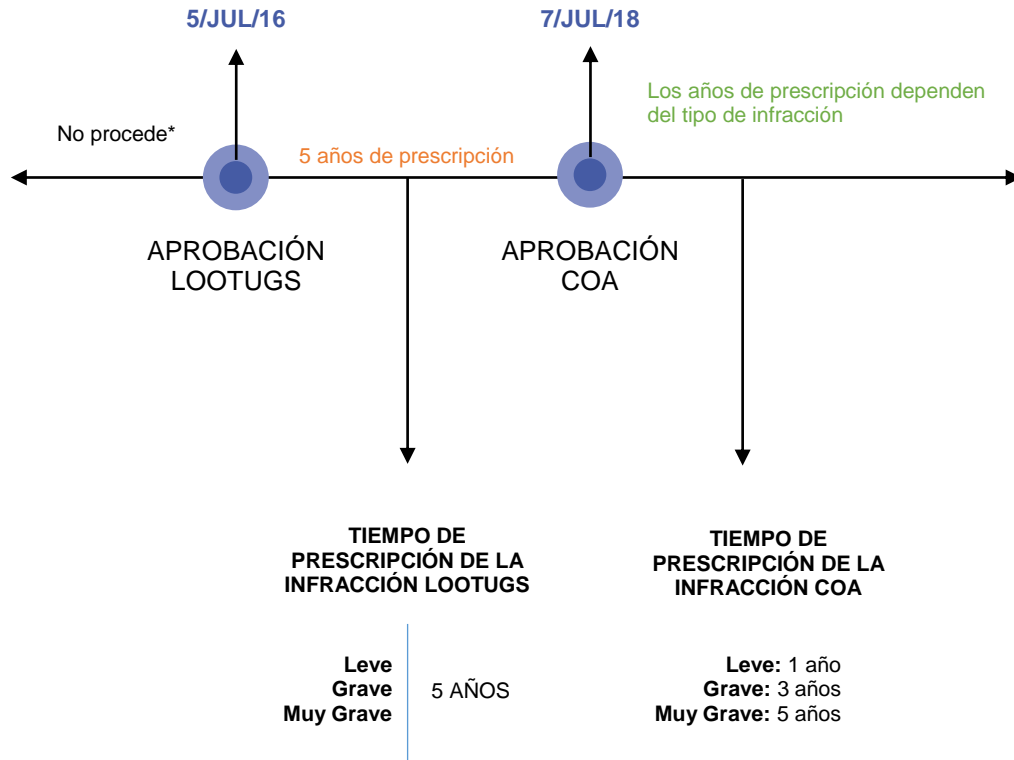 5/JUL/16
7/JUL/18
Los años de prescripción dependen
del tipo de infracción
No procede*
5 años de prescripción
APROBACIÓN
LOOTUGS
APROBACIÓN
COA
TIEMPO DE
PRESCRIPCIÓN DE LA
INFRACCIÓN LOOTUGS
TIEMPO DE
PRESCRIPCIÓN DE LA
INFRACCIÓN COA
Leve
Grave
Muy Grave
5 AÑOS
Leve: 1 año
Grave: 3 años
Muy Grave: 5 años